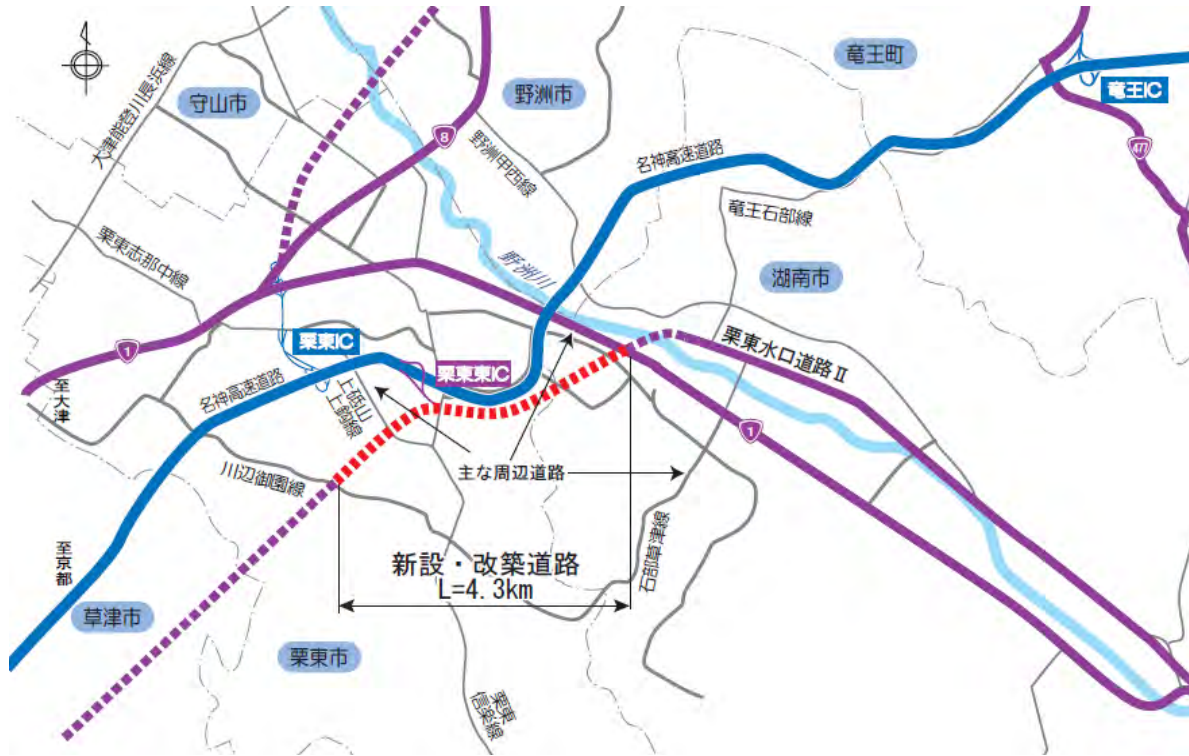 竜王町
守山市
野洲市
竜王IC
大津能登川長浜線
8
477
野洲甲西線
名神高速道路
竜王石部線
栗東志那中線
野洲川
湖南市
栗東水口道路Ⅱ
栗東IC
栗東東IC
1
至大津
名神高速道路
上砥山
上鈎線
1
主な周辺道路
川辺御園線
石部草津線
至京都
新設・改築道路
L=4.3km
草津市
栗東市
栗東
信楽線